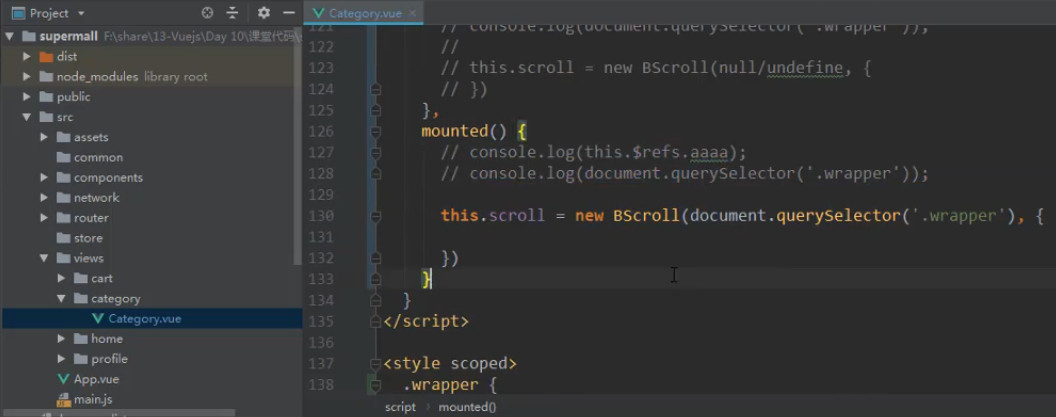 Project
Category.vue
supermall F:\share\13-Vuejs\Day 10\课堂代码\
dist
node_modules library root
public
src
assets
common
components
network
router
store
views
cart
category
Category.vue
home
profile
App.vue
main.js
121 // console.log(document.querySelector('.wrapper'));
122 //
123 // this.scroll = new BScroll(null/undefine, {
124 // })
125 },
126 mounted() {
127 // console.log(this.$refs.aaaa);
128 // console.log(document.querySelector('.wrapper'));
129
130 this.scroll = new BScroll(document.querySelector('.wrapper'), {
131
132 })
133 }
134 }
135 </script>
136
137 <style scoped>
138 .wrapper {
script › mounted()